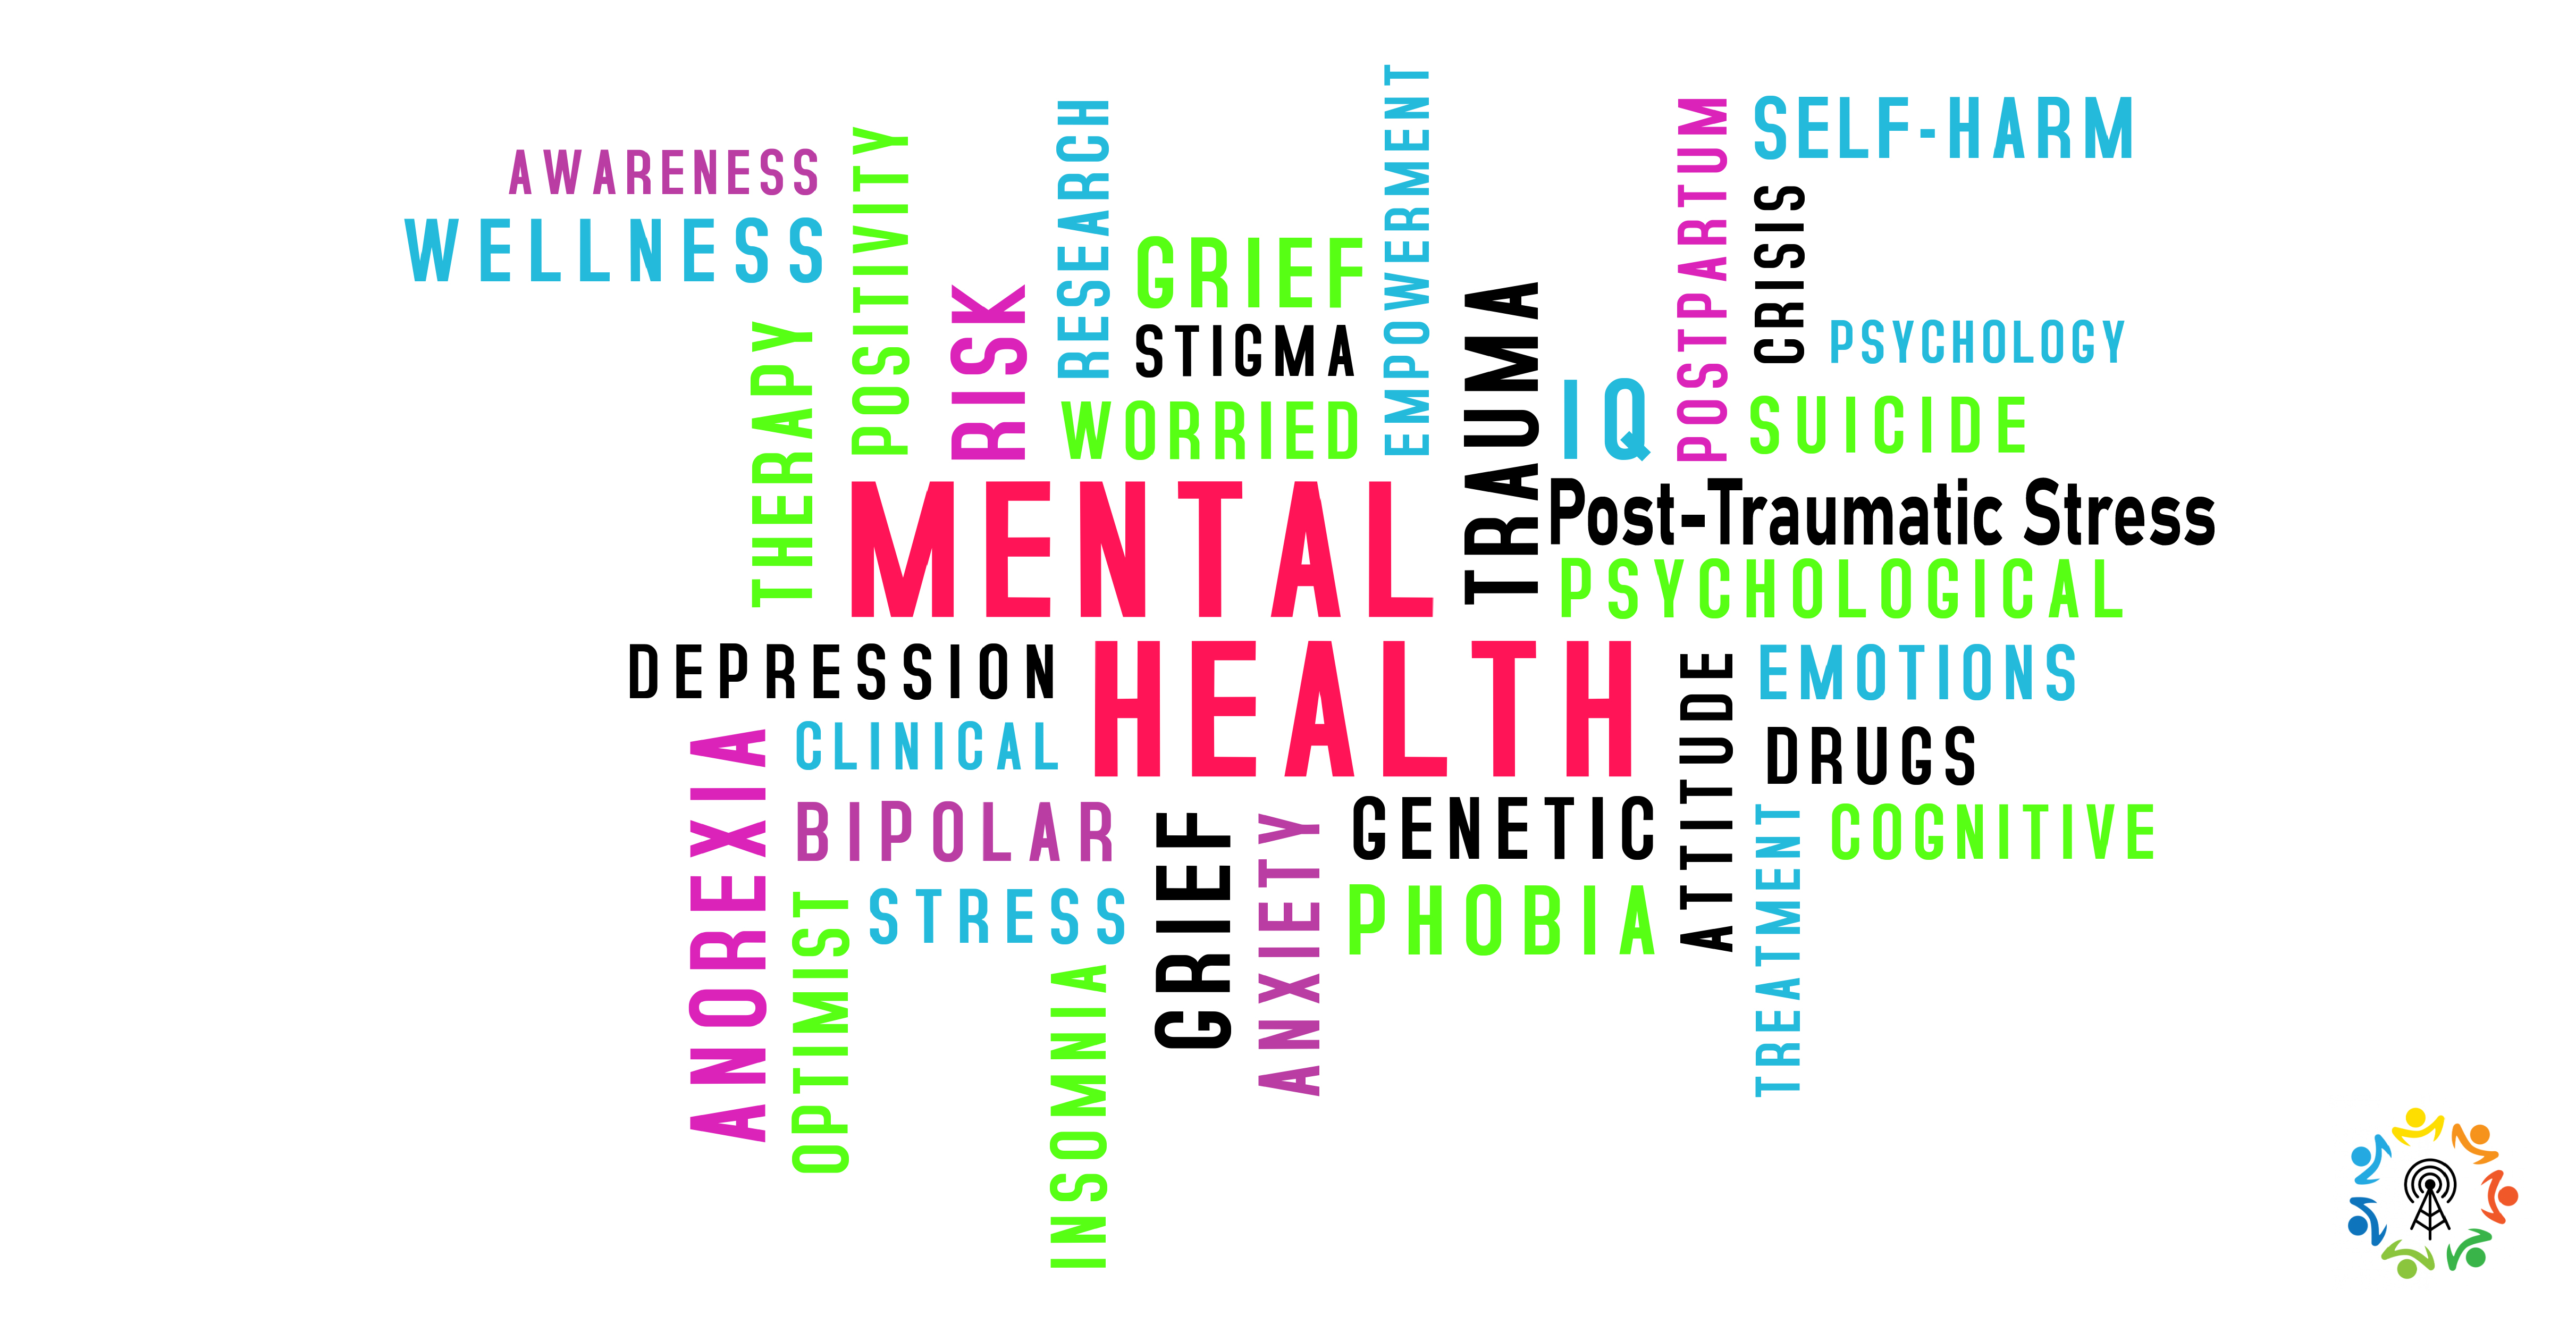 AWARENESS
WELLNESS
THERAPY
POSITIVITY
RISK
RESEARCH
GRIEF
STIGMA
WORRIED
EMPOWERMENT
TRAUMA
IQ
POSTPARTUM
SELF-HARM
CRISIS
PSYCHOLOGY
SUICIDE
Post-Traumatic Stress
PSYCHOLOGICAL
MENTAL
HEALTH
DEPRESSION
CLINICAL
ANOREXIA
BIPOLAR
OPTIMIST
STRESS
INSOMNIA
GRIEF
ANXIETY
GENETIC
PHOBIA
ATTITUDE
EMOTIONS
DRUGS
TREATMENT
COGNITIVE